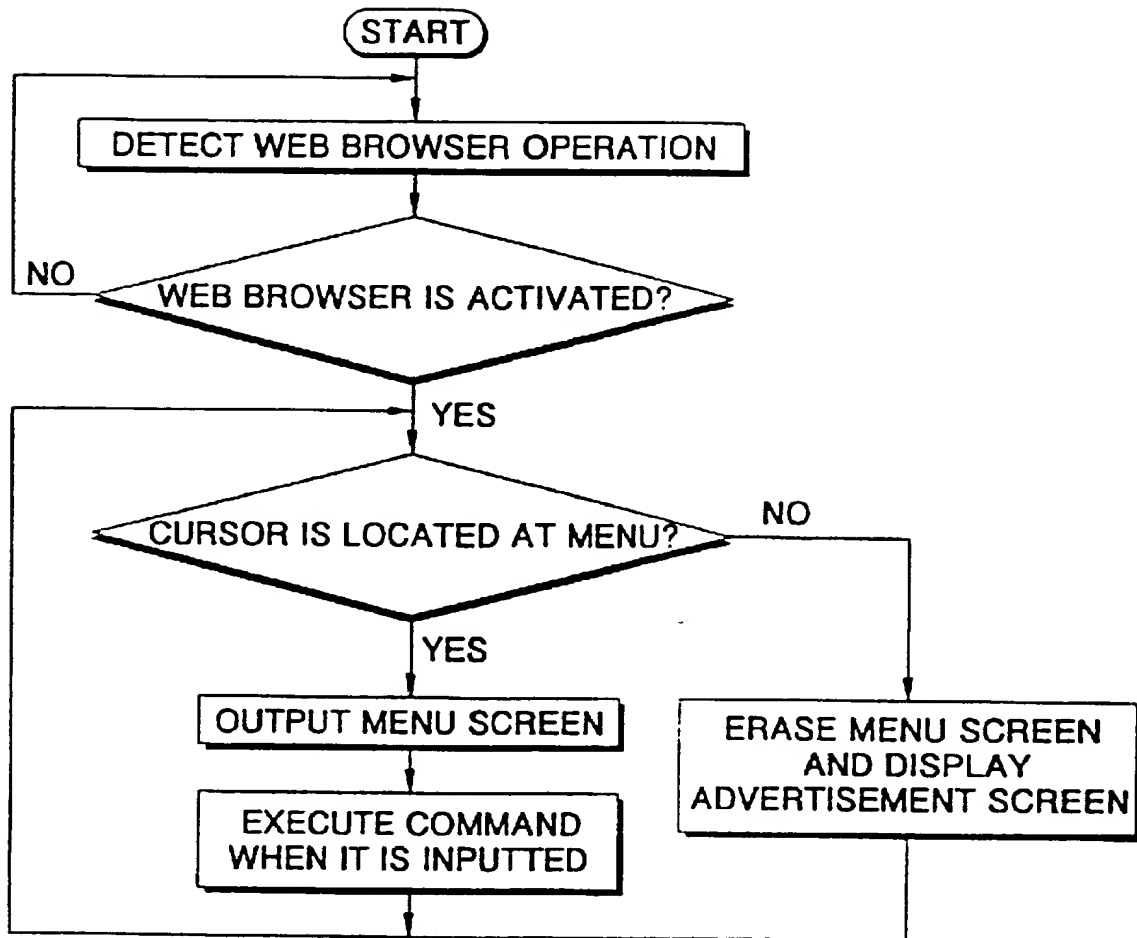 START
DETECT WEB BROWSER OPERATION
NO
WEB BROWSER IS ACTIVATED?
YES
CURSOR IS LOCATED AT MENU?
NO
YES
OUTPUT MENU SCREEN
ERASE MENU SCREEN
AND DISPLAY
ADVERTISEMENT SCREEN
EXECUTE COMMAND
WHEN IT IS INPUTTED